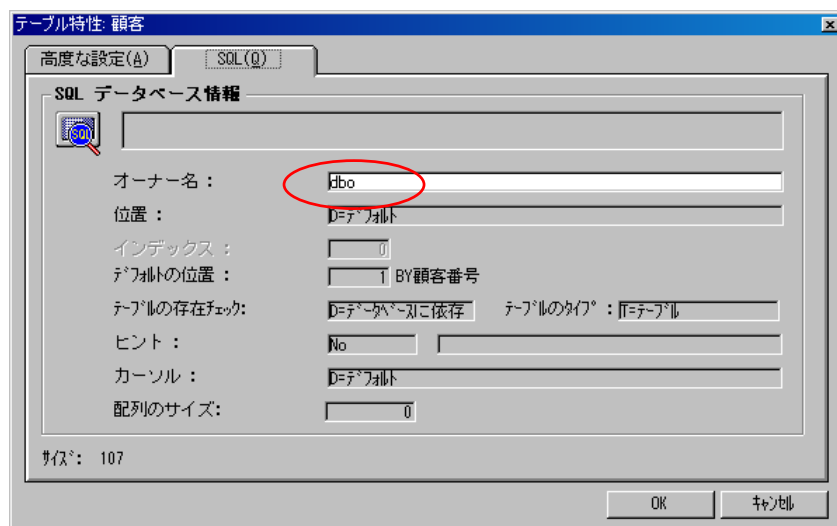 テーブル特性: 顧客
高度な設定(A) SQL(Q)
SQL データベース情報
SQL
オーナー名: dbo
位置: D=ﾃﾞﾌｫﾙﾄ
インデックス: 0
ﾃﾞﾌｫﾙﾄの位置: 1 BY顧客番号
ﾃｰﾌﾞﾙの存在ﾁｪｯｸ: D=ﾃﾞｰﾀﾍﾞｰｽに依存 ﾃｰﾌﾞﾙのﾀｲﾌﾟ: T=ﾃｰﾌﾞﾙ
ヒント: No
カーソル: D=ﾃﾞﾌｫﾙﾄ
配列のサイズ: 0
ｻｲｽﾞ: 107
OK ｷｬﾝｾﾙ